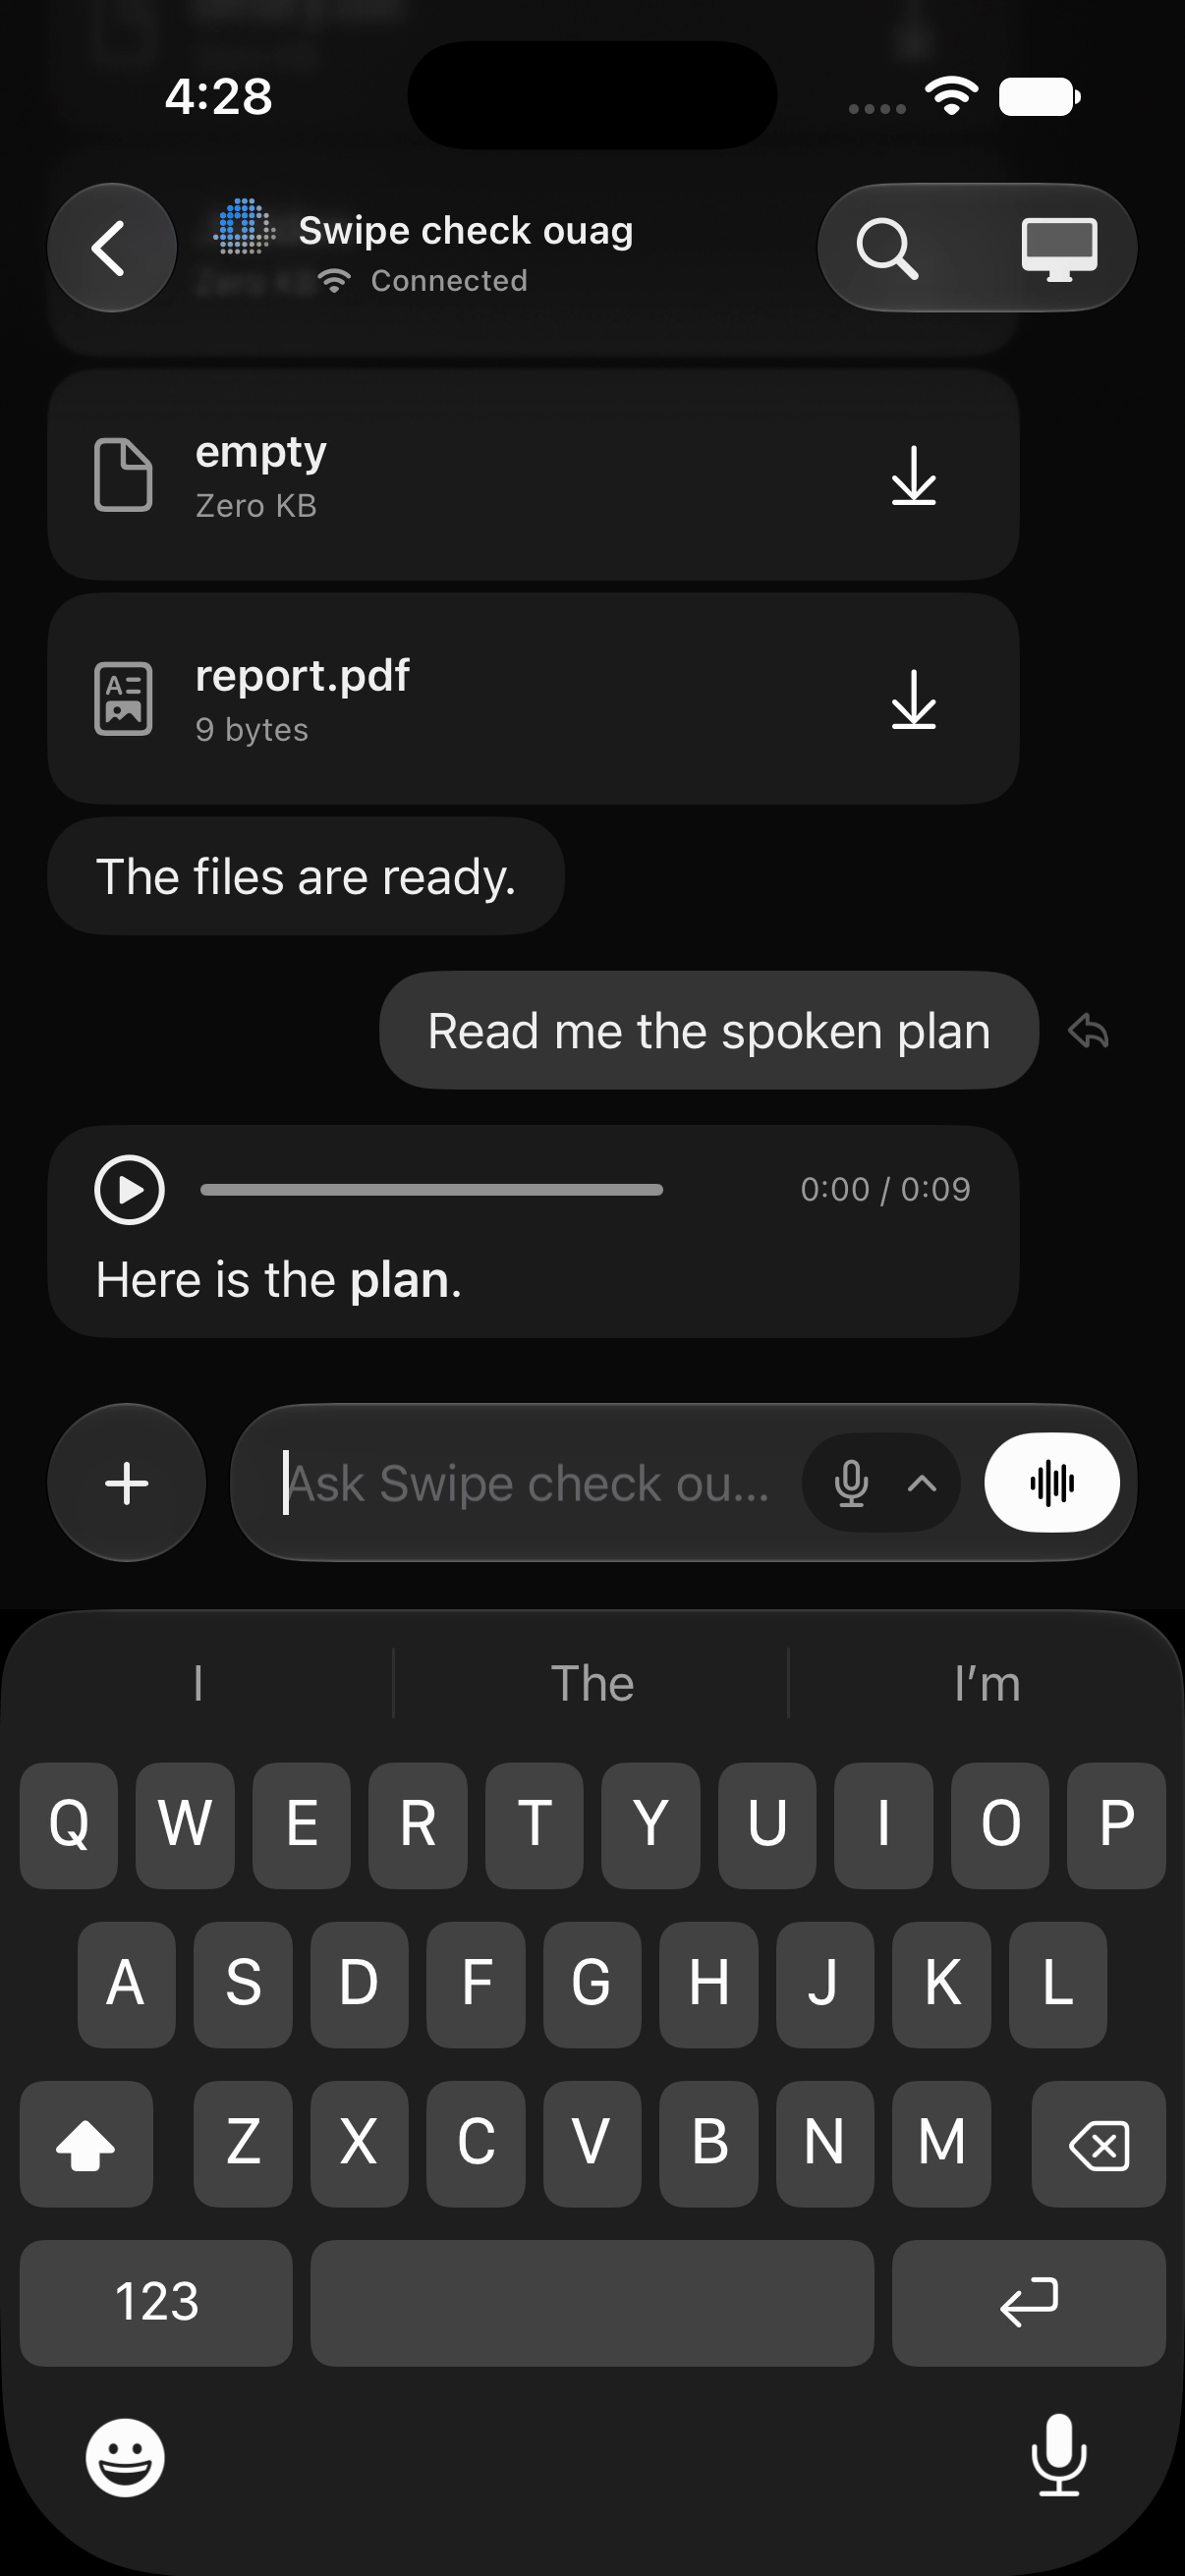 4:28
Swipe check ouag
Connected
empty
Zero KB
report.pdf
9 bytes
The files are ready.
Read me the spoken plan
0:00 / 0:09
Here is the plan.
Ask Swipe check ou...
I
The
I’m
Q W E R T Y U I O P
A S D F G H J K L
Z X C V B N M
123